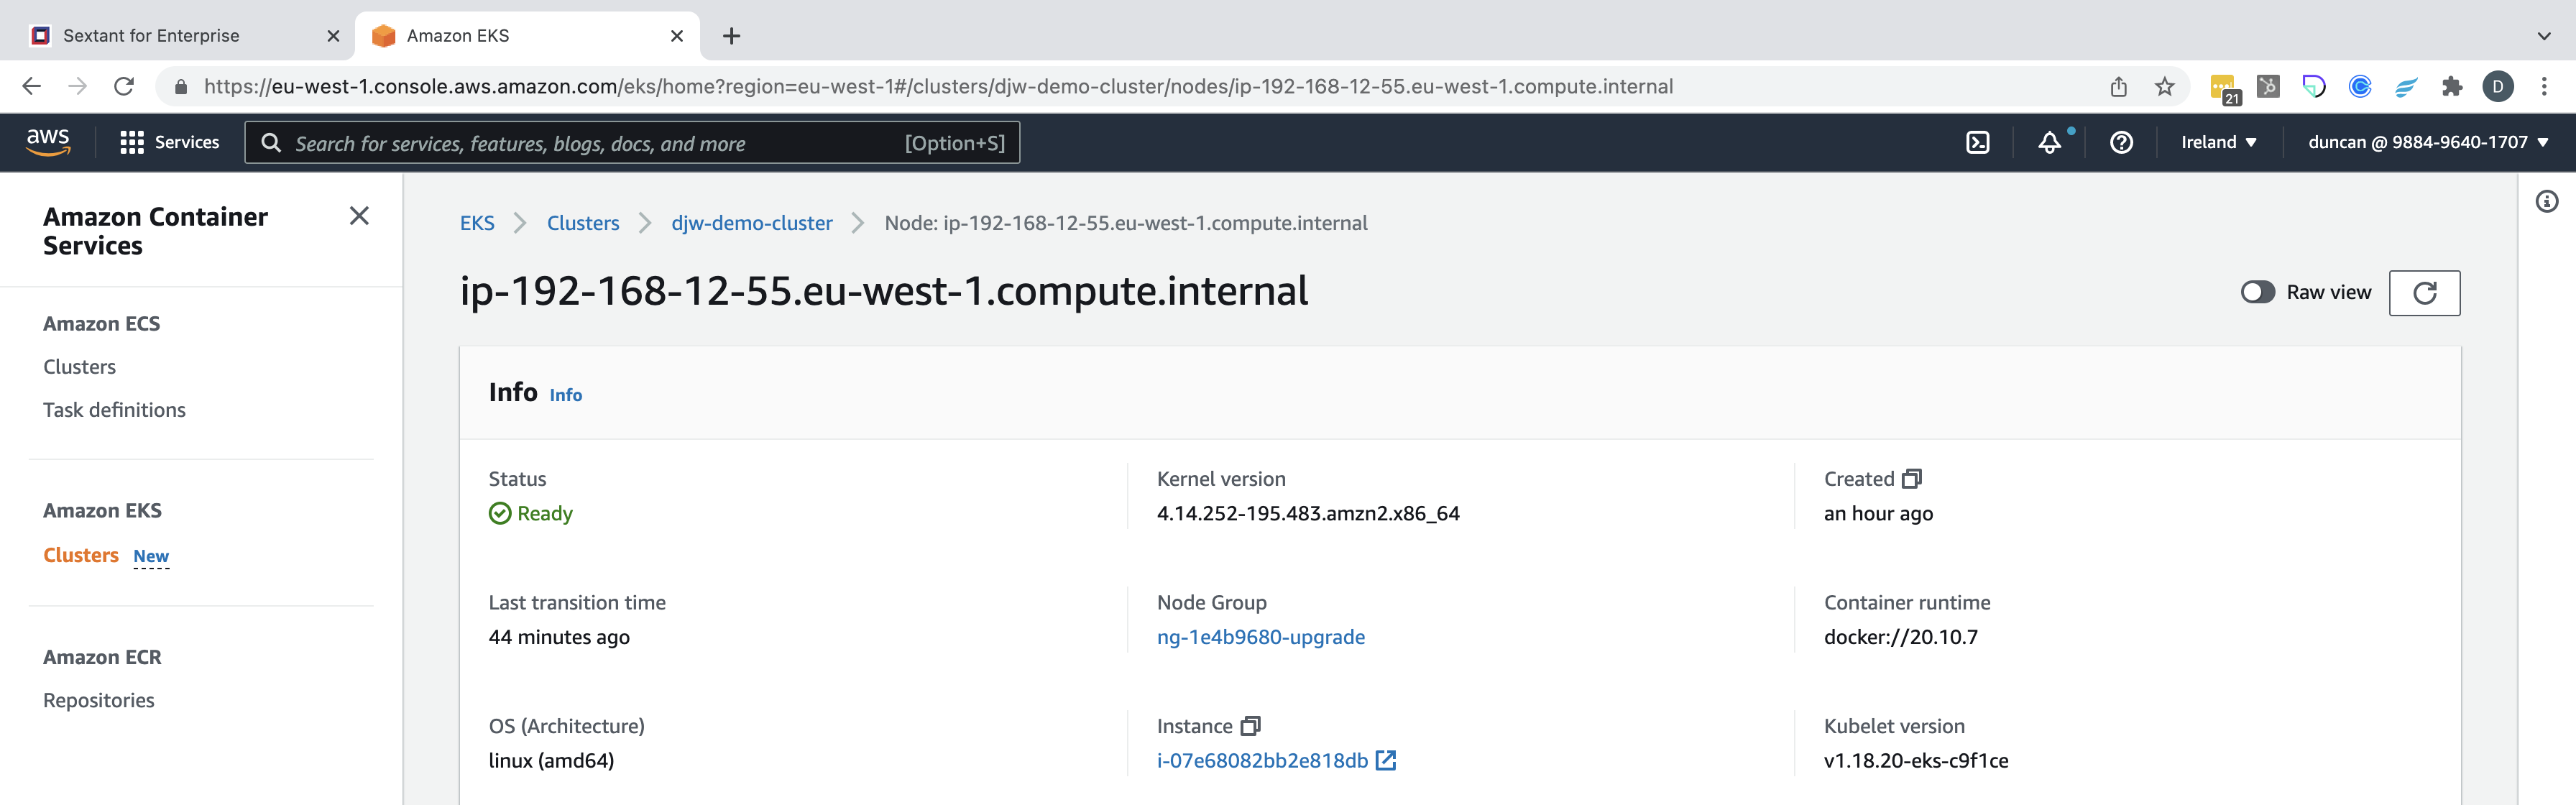 Sextant for Enterprise
Amazon EKS
https://eu-west-1.console.aws.amazon.com/eks/home?region=eu-west-1#/clusters/djw-demo-cluster/nodes/ip-192-168-12-55.eu-west-1.compute.internal
21
D
aws
Services
Search for services, features, blogs, docs, and more
[Option+S]
Ireland
duncan @ 9884-9640-1707
Amazon Container
Services
Amazon ECS
Clusters
Task definitions
Amazon EKS
Clusters New
Amazon ECR
Repositories
EKS
Clusters
djw-demo-cluster
Node: ip-192-168-12-55.eu-west-1.compute.internal
ip-192-168-12-55.eu-west-1.compute.internal
Raw view
Info Info
Status
Ready
Kernel version
4.14.252-195.483.amzn2.x86_64
Created
an hour ago
Last transition time
44 minutes ago
Node Group
ng-1e4b9680-upgrade
Container runtime
docker://20.10.7
OS (Architecture)
linux (amd64)
Instance
i-07e68082bb2e818db
Kubelet version
v1.18.20-eks-c9f1ce